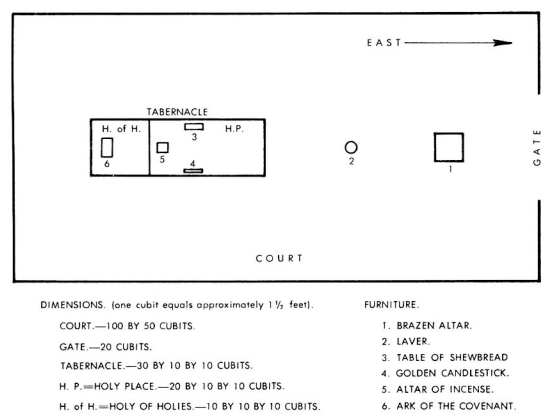 EAST
TABERNACLE
H. of H.
H.P.
3
6
5
4
2
1
GATE
COURT
DIMENSIONS. (one cubit equals approximately 1 1/2 feet).
COURT.—100 BY 50 CUBITS.
GATE.—20 CUBITS.
TABERNACLE.—30 BY 10 BY 10 CUBITS.
H. P.=HOLY PLACE.—20 BY 10 BY 10 CUBITS.
H. of H.=HOLY OF HOLIES.—10 BY 10 BY 10 CUBITS.
FURNITURE.
1. BRAZEN ALTAR.
2. LAVER.
3. TABLE OF SHEWBREAD
4. GOLDEN CANDLESTICK.
5. ALTAR OF INCENSE.
6. ARK OF THE COVENANT.